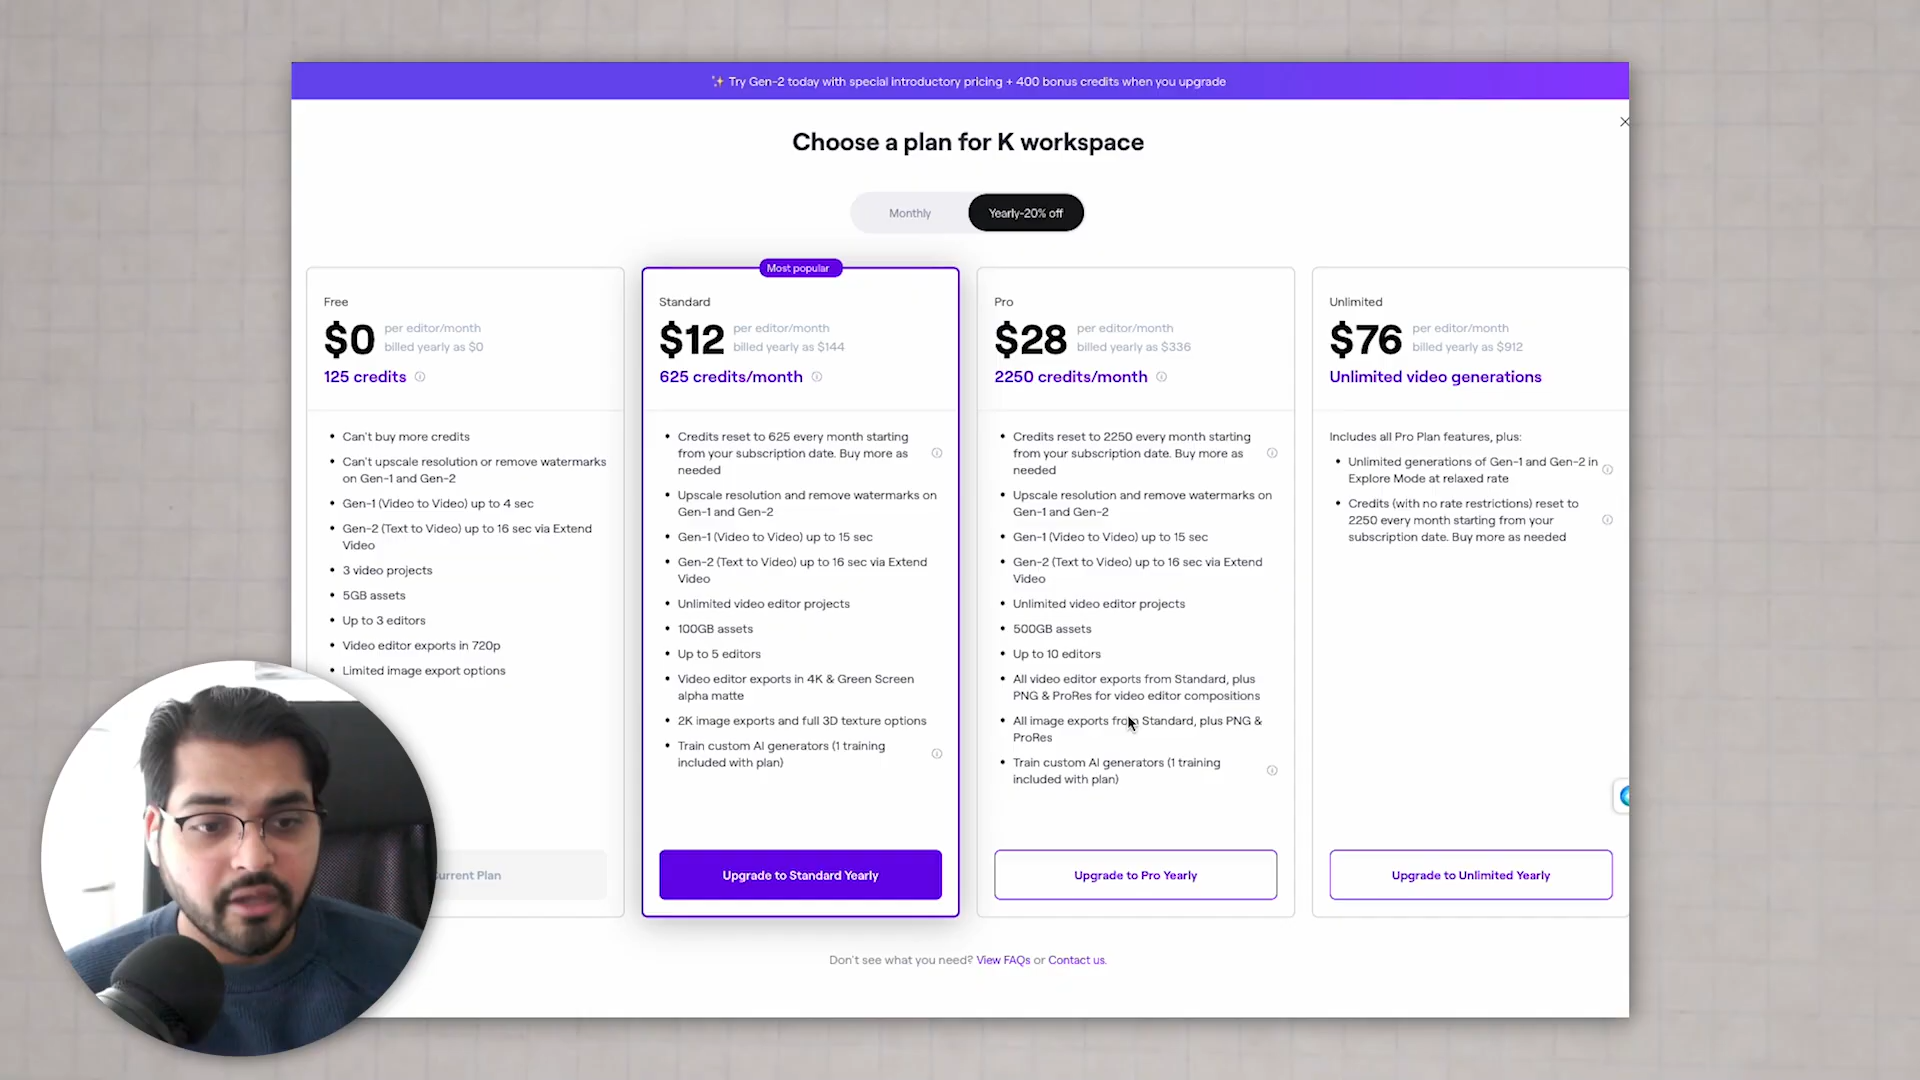 ✨ Try Gen-2 today with special introductory pricing + 400 bonus credits when you upgrade
Choose a plan for K workspace
Monthly
Yearly-20% off
Free
$0
per editor/month
billed yearly as $0
125 credits
Can't buy more credits
Can't upscale resolution or remove watermarks
on Gen-1 and Gen-2
Gen-1 (Video to Video) up to 4 sec
Gen-2 (Text to Video) up to 16 sec via Extend
Video
3 video projects
5GB assets
Up to 3 editors
Video editor exports in 720p
Limited image export options
urrent Plan
Most popular
Standard
$12
per editor/month
billed yearly as $144
625 credits/month
Credits reset to 625 every month starting
from your subscription date. Buy more as
needed
Upscale resolution and remove watermarks on
Gen-1 and Gen-2
Gen-1 (Video to Video) up to 15 sec
Gen-2 (Text to Video) up to 16 sec via Extend
Video
Unlimited video editor projects
100GB assets
Up to 5 editors
Video editor exports in 4K & Green Screen
alpha matte
2K image exports and full 3D texture options
Train custom AI generators (1 training
included with plan)
Upgrade to Standard Yearly
Pro
$28
per editor/month
billed yearly as $336
2250 credits/month
Credits reset to 2250 every month starting
from your subscription date. Buy more as
needed
Upscale resolution and remove watermarks on
Gen-1 and Gen-2
Gen-1 (Video to Video) up to 15 sec
Gen-2 (Text to Video) up to 16 sec via Extend
Video
Unlimited video editor projects
500GB assets
Up to 10 editors
All video editor exports from Standard, plus
PNG & ProRes for video editor compositions
All image exports from Standard, plus PNG &
ProRes
Train custom AI generators (1 training
included with plan)
Upgrade to Pro Yearly
Unlimited
$76
per editor/month
billed yearly as $912
Unlimited video generations
Includes all Pro Plan features, plus:
Unlimited generations of Gen-1 and Gen-2 in
Explore Mode at relaxed rate
Credits (with no rate restrictions) reset to
2250 every month starting from your
subscription date. Buy more as needed
Upgrade to Unlimited Yearly
Don't see what you need? View FAQs or Contact us.